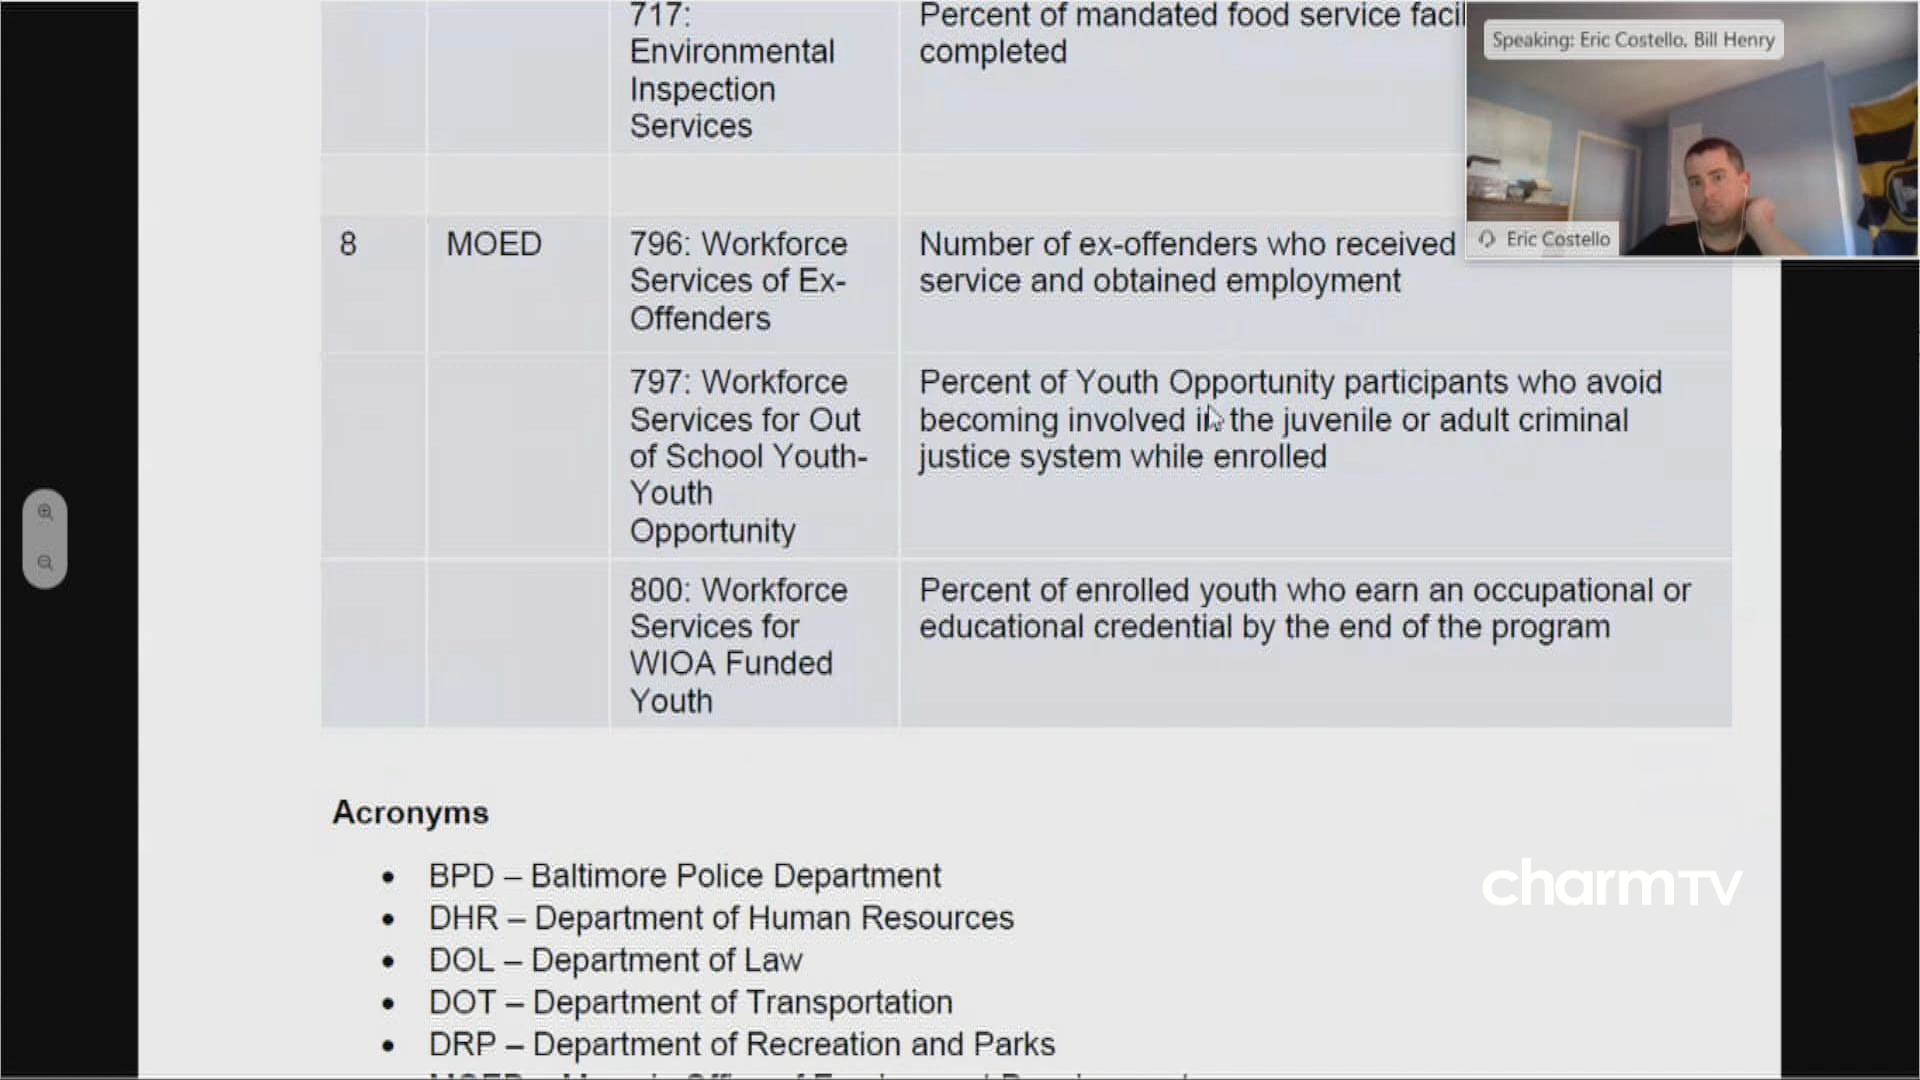 717:
Environmental
Inspection
Services
Percent of mandated food service facil
completed
Speaking: Eric Costello, Bill Henry
Eric Costello
8
MOED
796: Workforce
Services of Ex-
Offenders
Number of ex-offenders who received
service and obtained employment
797: Workforce
Services for Out
of School Youth-
Youth
Opportunity
Percent of Youth Opportunity participants who avoid
becoming involved in the juvenile or adult criminal
justice system while enrolled
800: Workforce
Services for
WIOA Funded
Youth
Percent of enrolled youth who earn an occupational or
educational credential by the end of the program
Acronyms
• BPD – Baltimore Police Department
• DHR – Department of Human Resources
• DOL – Department of Law
• DOT – Department of Transportation
• DRP – Department of Recreation and Parks
charmTV